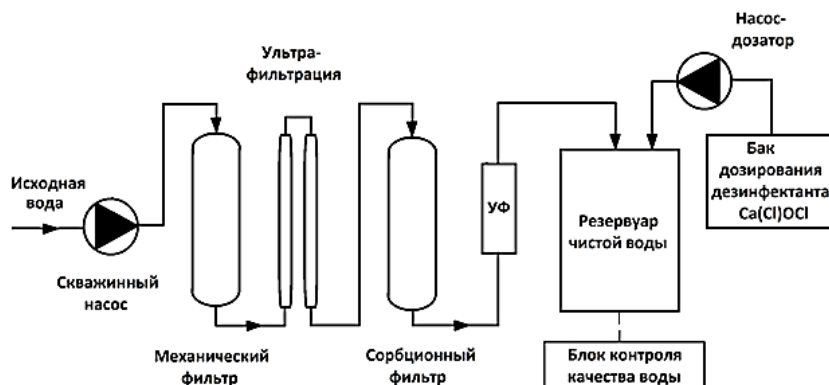 Насос-
дозатор
Ультра-
фильтрация
Исходная
вода
Скважинный
насос
Механический
фильтр
Сорбционный
фильтр
УФ
Резервуар
чистой воды
Бак
дозирования
дезинфектанта
Ca(Cl)OCl
Блок контроля
качества воды